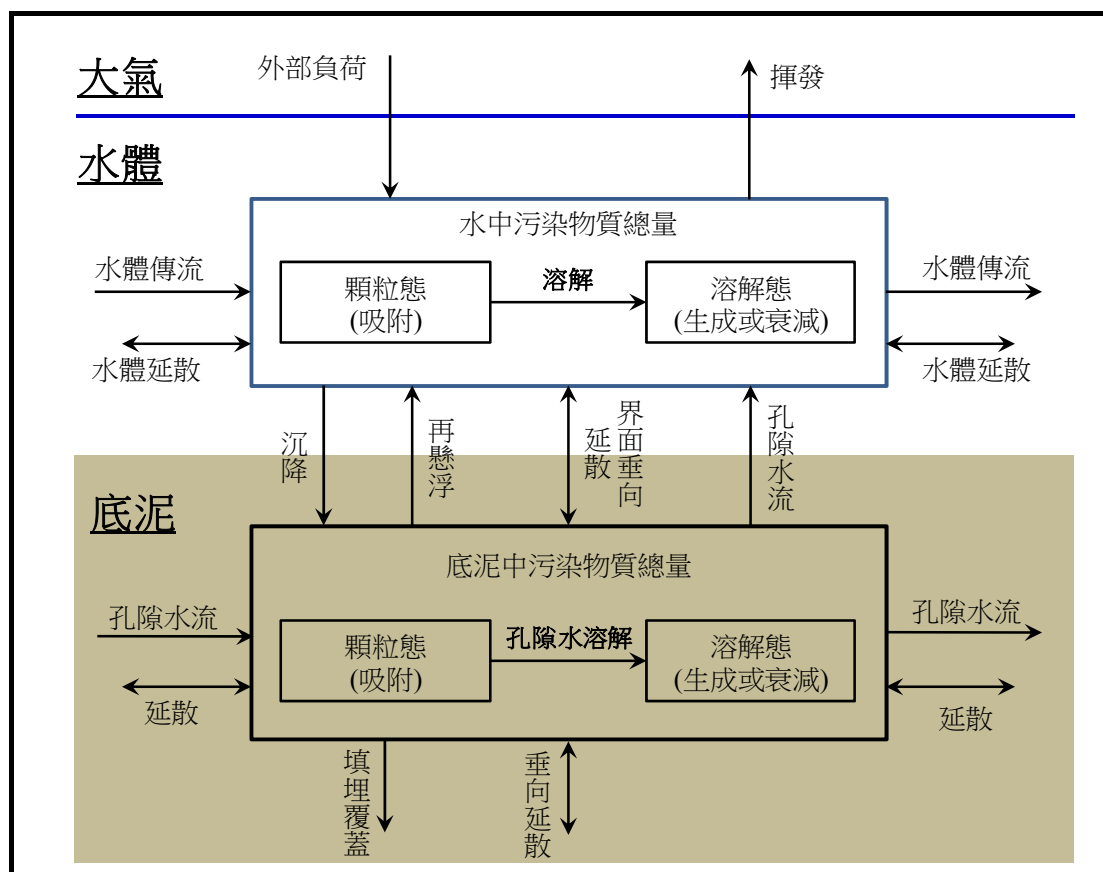 大氣
外部負荷
揮發
水體
水中污染物質總量
水體傳流
顆粒態
(吸附)
溶解
溶解態
(生成或衰減)
水體傳流
水體延散
水體延散
沉降
再懸浮
界面垂向
延散
孔隙水流
底泥
底泥中污染物質總量
孔隙水流
顆粒態
(吸附)
孔隙水溶解
溶解態
(生成或衰減)
孔隙水流
延散
延散
填埋覆蓋
垂向延散